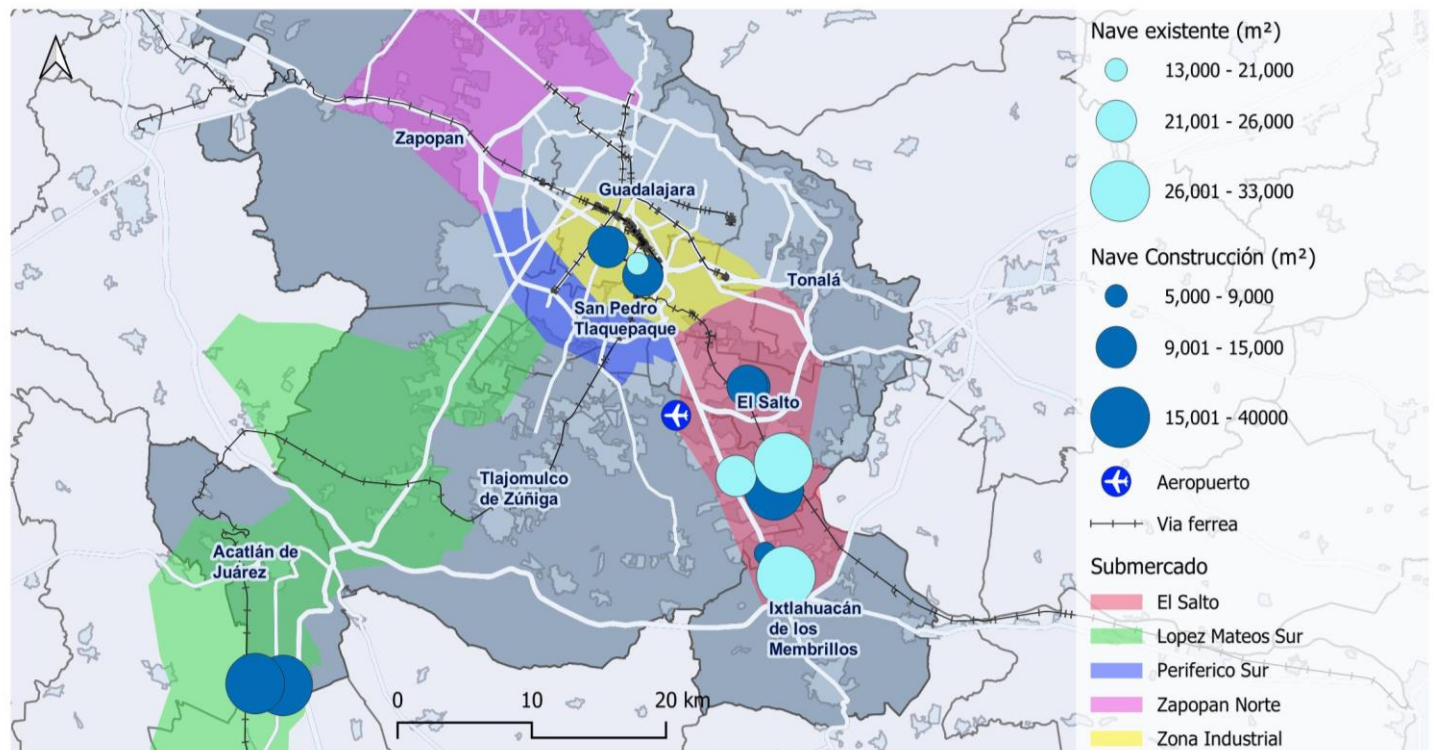 Zapopan
Guadalajara
Tonalá
San Pedro
Tlaquepaque
El Salto
Tlajomulco
de Zúñiga
Acatlán de
Juárez
Ixtlahuacán
de los
Membrillos
0 10 20 km
Nave existente (m²)
13,000 - 21,000
21,001 - 26,000
26,001 - 33,000
Nave Construcción (m²)
5,000 - 9,000
9,001 - 15,000
15,001 - 40000
Aeropuerto
Via ferrea
Submercado
El Salto
Lopez Mateos Sur
Periferico Sur
Zapopan Norte
Zona Industrial